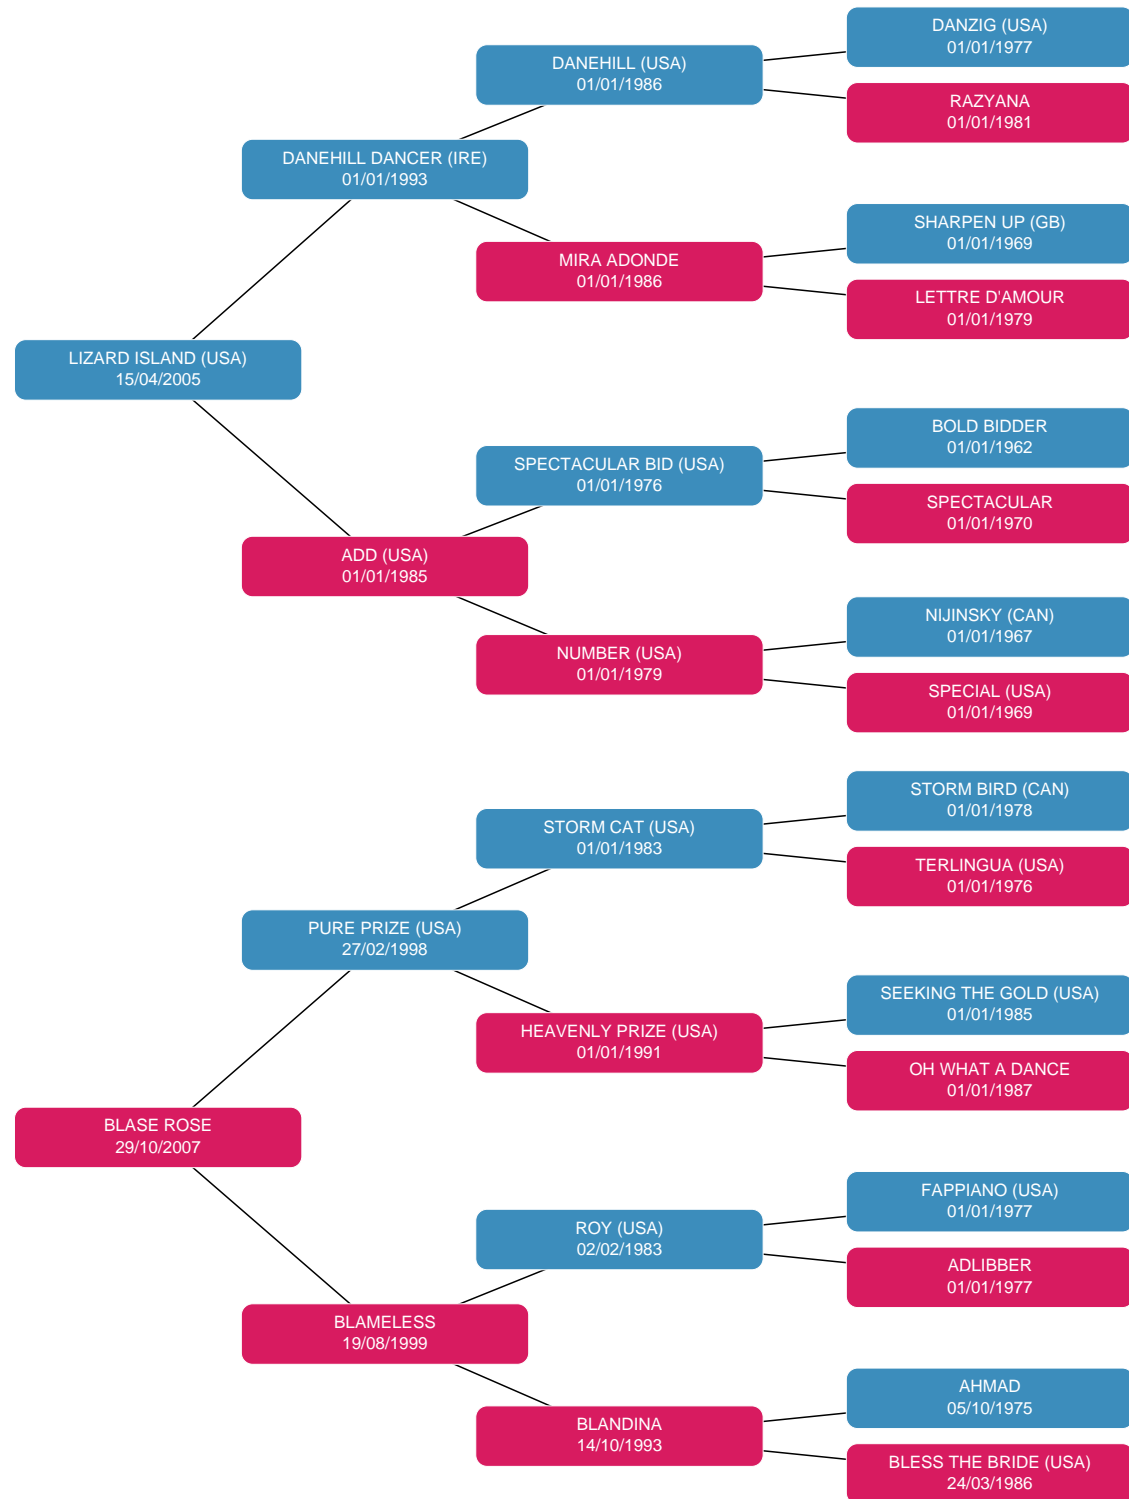 DANZIG (USA)
01/01/1977
DANEHILL (USA)
01/01/1986
RAZYANA
01/01/1981
DANEHILL DANCER (IRE)
01/01/1993
SHARPEN UP (GB)
01/01/1969
MIRA ADONDE
01/01/1986
LETTRE D'AMOUR
01/01/1979
LIZARD ISLAND (USA)
15/04/2005
BOLD BIDDER
01/01/1962
SPECTACULAR BID (USA)
01/01/1976
SPECTACULAR
01/01/1970
ADD (USA)
01/01/1985
NIJINSKY (CAN)
01/01/1967
NUMBER (USA)
01/01/1979
SPECIAL (USA)
01/01/1969
STORM BIRD (CAN)
01/01/1978
STORM CAT (USA)
01/01/1983
TERLINGUA (USA)
01/01/1976
PURE PRIZE (USA)
27/02/1998
SEEKING THE GOLD (USA)
01/01/1985
HEAVENLY PRIZE (USA)
01/01/1991
OH WHAT A DANCE
01/01/1987
BLASE ROSE
29/10/2007
FAPPIANO (USA)
01/01/1977
ROY (USA)
02/02/1983
ADLIBBER
01/01/1977
BLAMELESS
19/08/1999
AHMAD
05/10/1975
BLANDINA
14/10/1993
BLESS THE BRIDE (USA)
24/03/1986